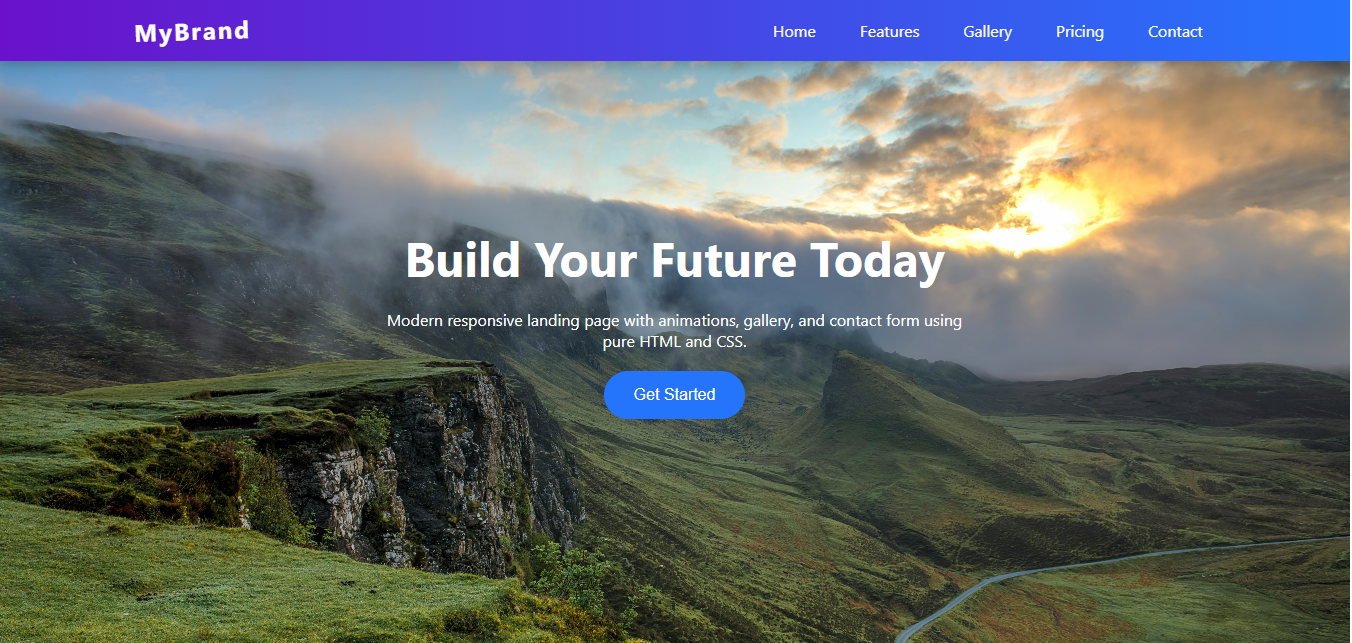 MyBrand
Home Features Gallery Pricing Contact
Build Your Future Today
Modern responsive landing page with animations, gallery, and contact form using
pure HTML and CSS.
Get Started